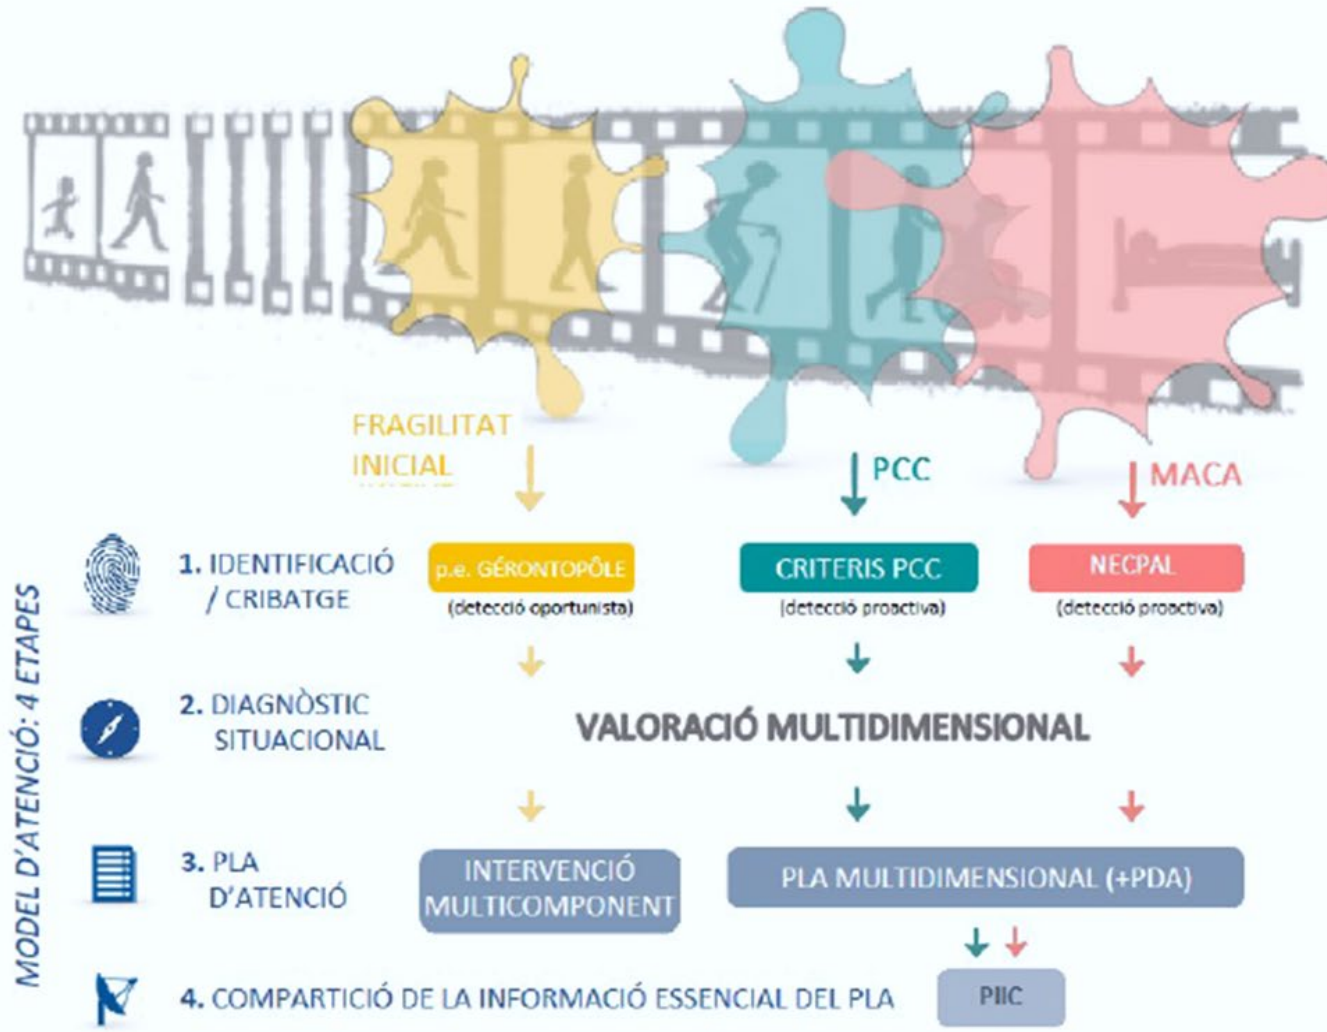 FRAGILITAT
INICIAL
PCC
MACA
MODEL D'ATENCIÓ: 4 ETAPES
1. IDENTIFICACIÓ
/ CRIBATGE
p.e. GÉRONTOPÔLE
(detecció oportunista)
CRITERIS PCC
(detecció proactiva)
NECPAL
(detecció proactiva)
2. DIAGNÒSTIC
SITUACIONAL
VALORACIÓ MULTIDIMENSIONAL
3. PLA
D'ATENCIÓ
INTERVENCIÓ
MULTICOMPONENT
PLA MULTIDIMENSIONAL (+PDA)
4. COMPARTICIÓ DE LA INFORMACIÓ ESSENCIAL DEL PLA
PIIC